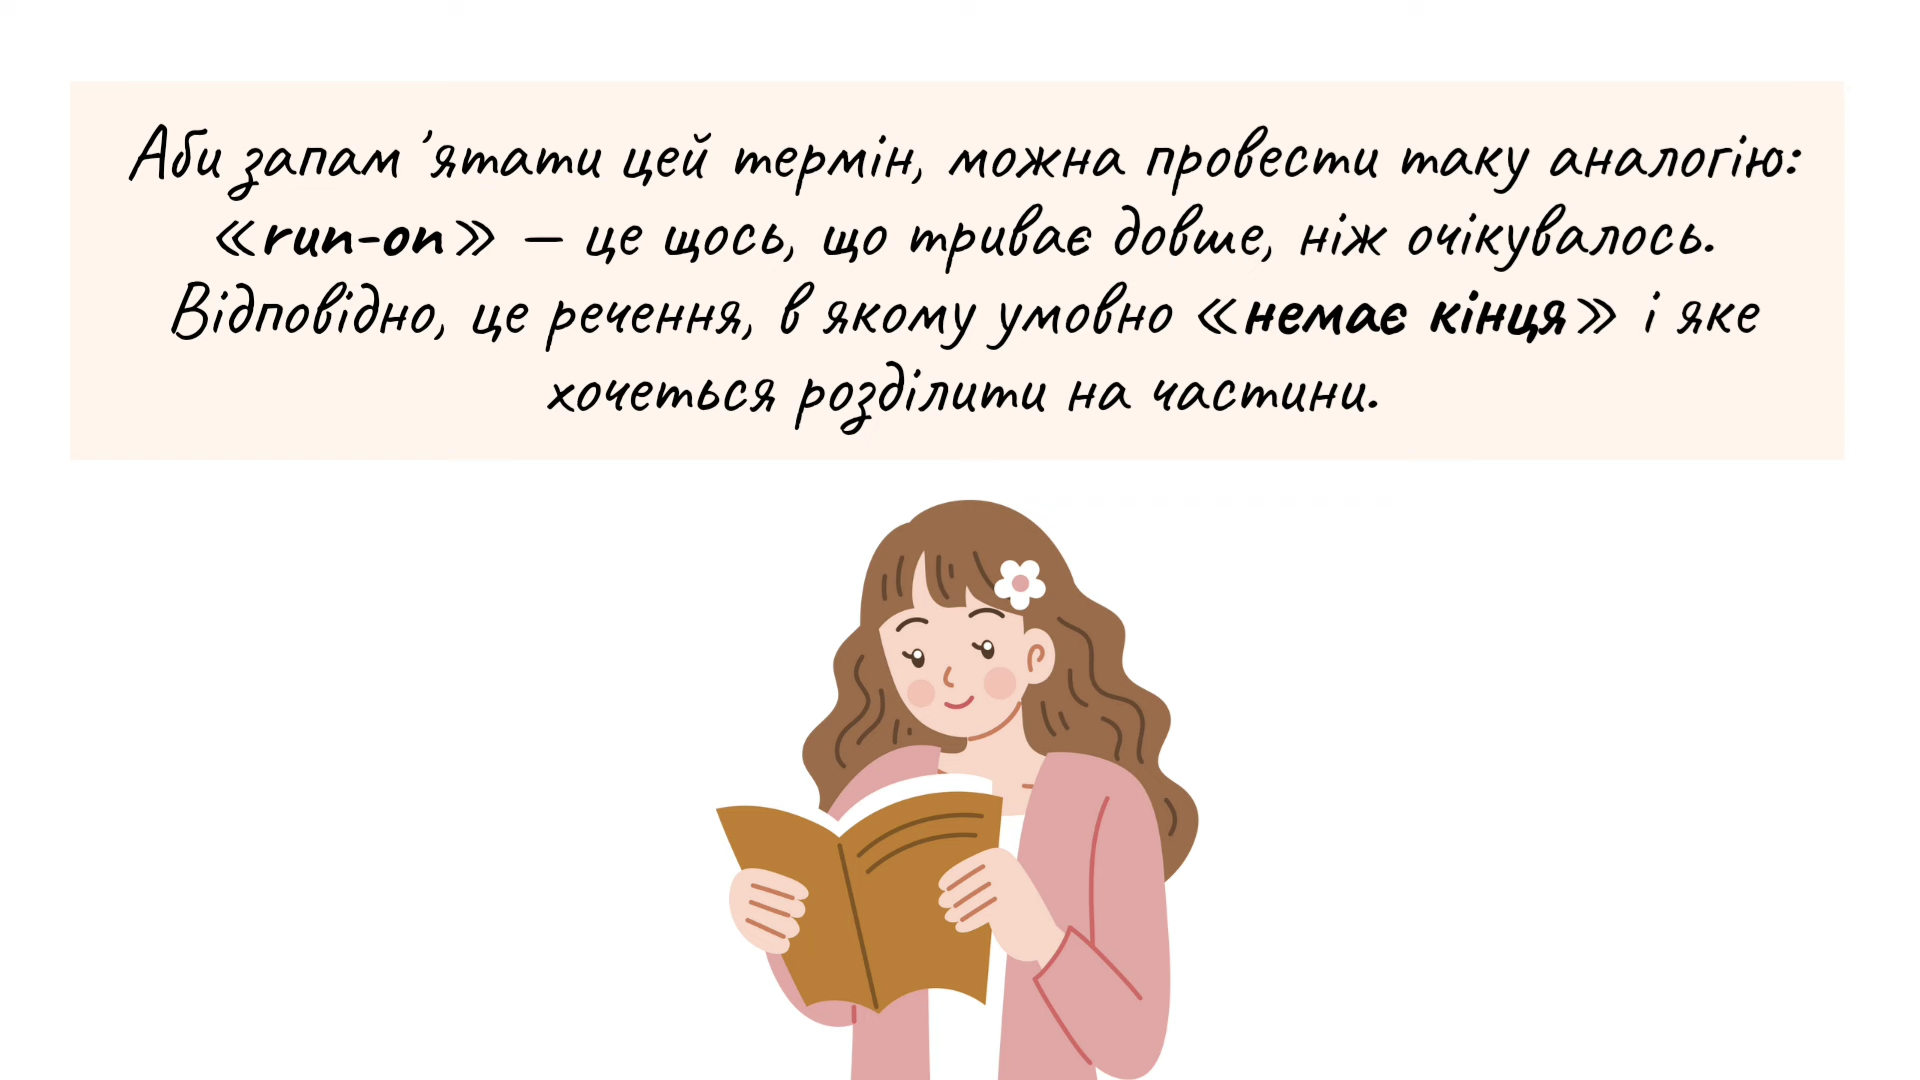 Аби запам'ятати цей термін, можна провести таку аналогію:
«run-on» — це щось, що триває довше, ніж очікувалось.
Відповідно, це речення, в якому умовно «немає кінця» і яке
хочеться розділити на частини.